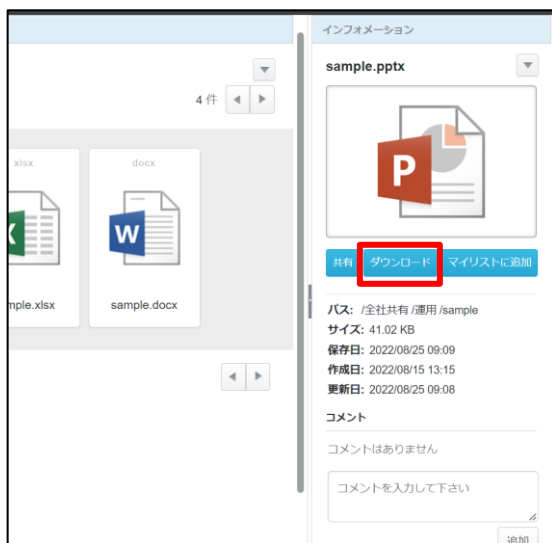 インフォメーション
sample.pptx
4 件
xlsx
docx
W
P
mple.xlsx
sample.docx
共有 ダウンロード マイリストに追加
パス: /全社共有 /運用 /sample
サイズ: 41.02 KB
保存日: 2022/08/25 09:09
作成日: 2022/08/15 13:15
更新日: 2022/08/25 09:08
コメント
コメントはありません
コメントを入力して下さい
追加